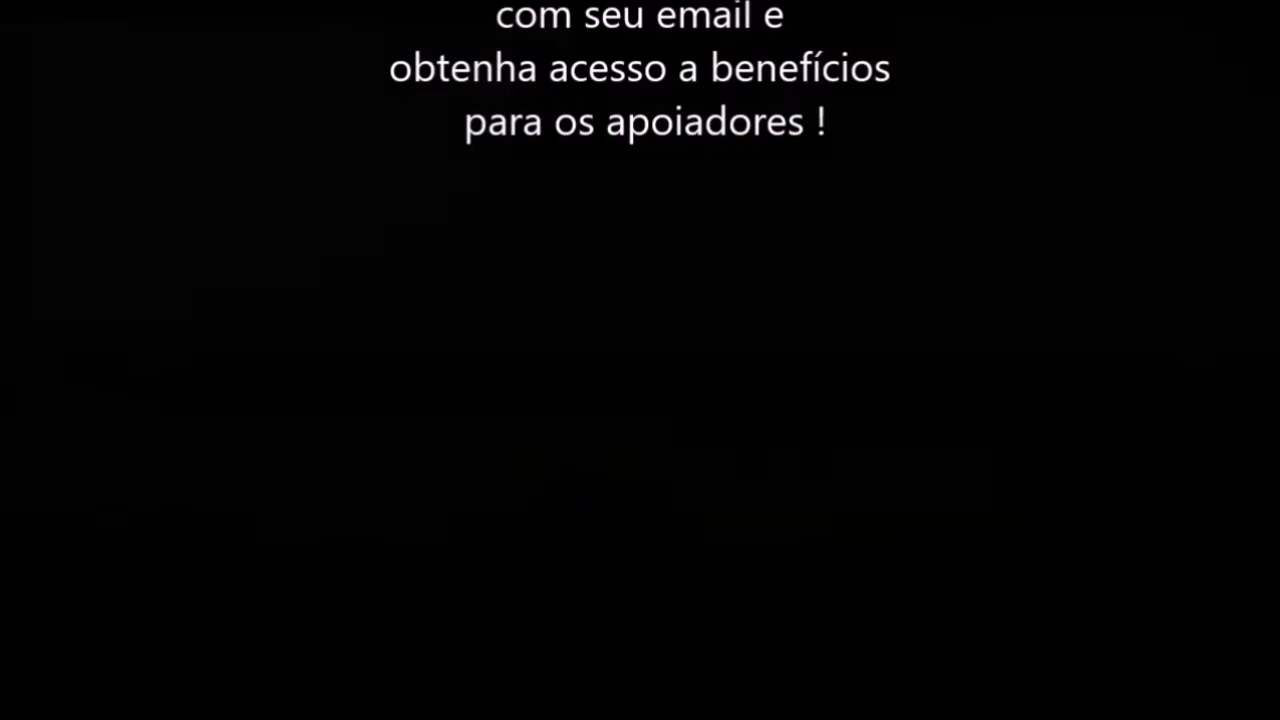 com seu email e
obtenha acesso a benefícios
para os apoiadores !